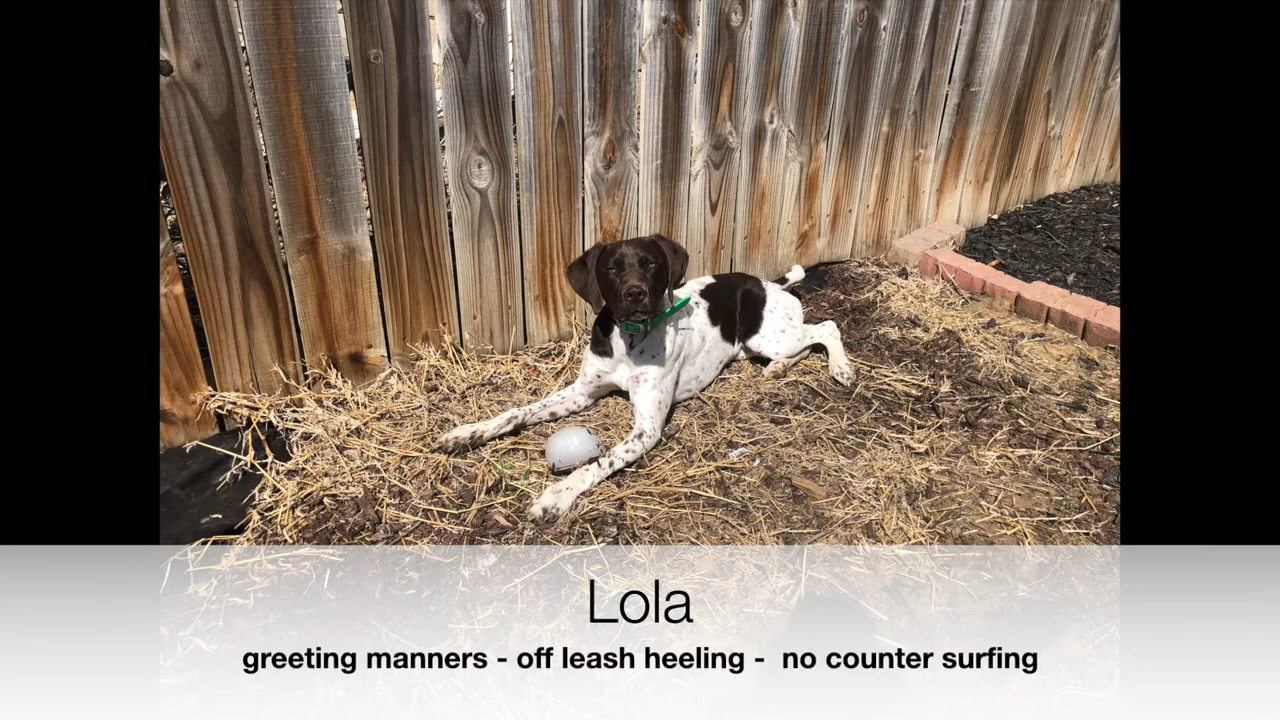 Lola
greeting manners - off leash heeling -  no counter surfing